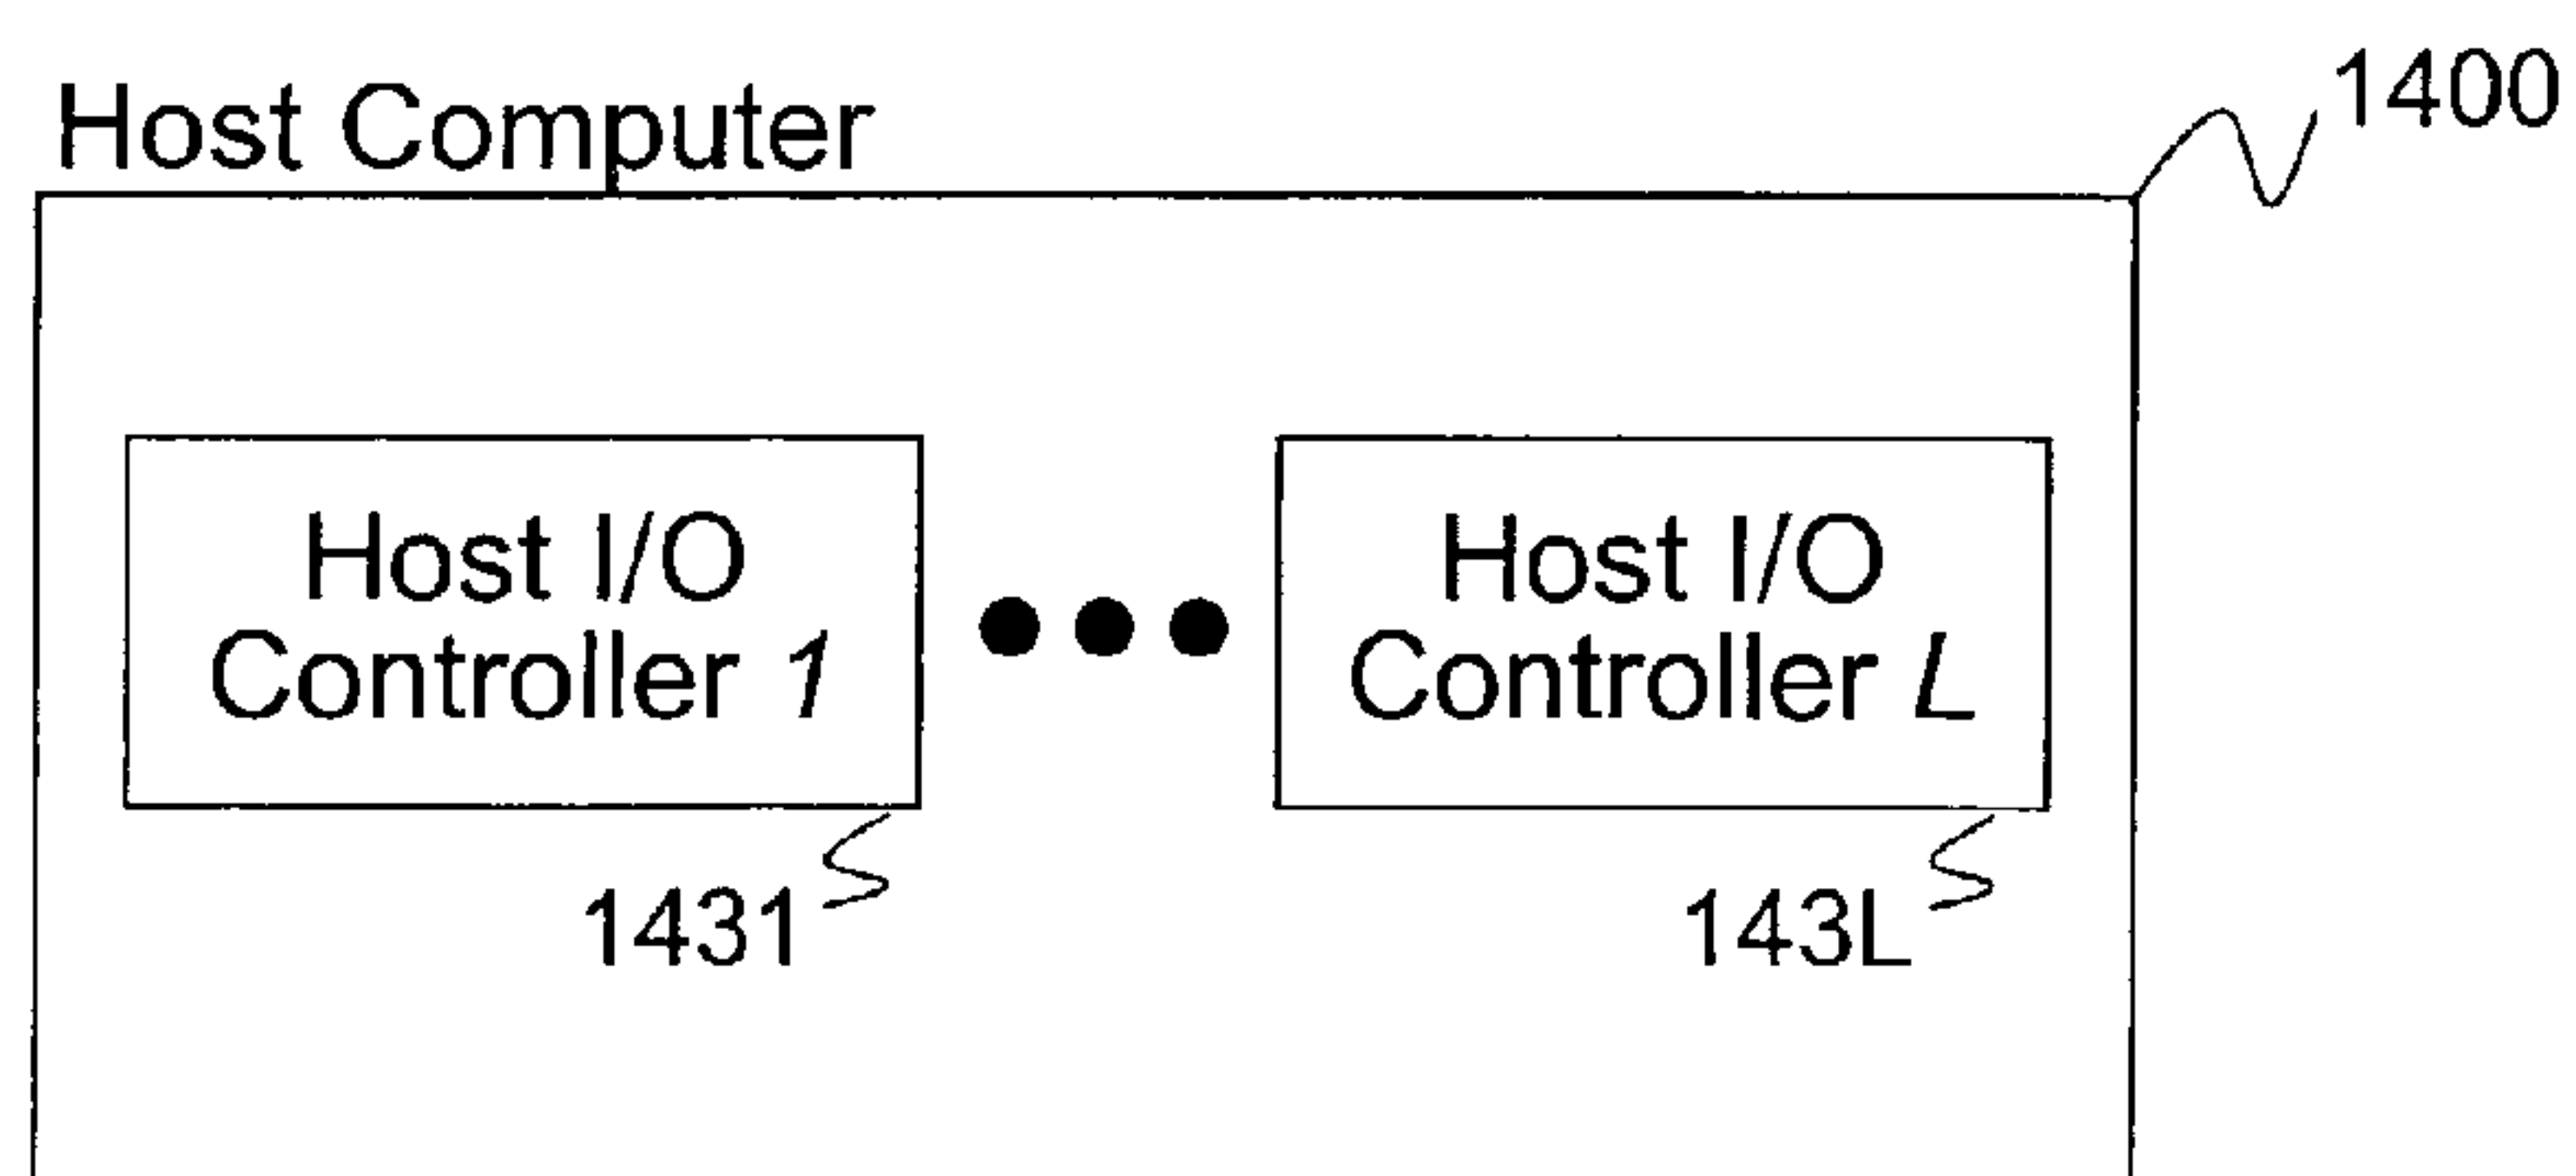 1400
Host Computer
Host I/O
Controller 1
Host I/O
Controller L
1431
143L